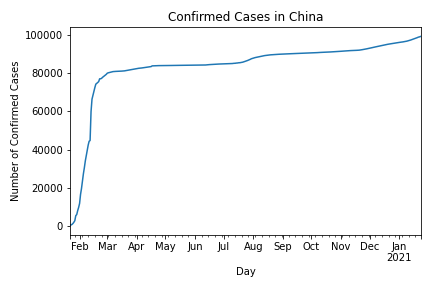 Confirmed Cases in China
Number of Confirmed Cases
100000
80000
60000
40000
20000
0
Feb Mar Apr May Jun Jul Aug Sep Oct Nov Dec Jan
2021
Day